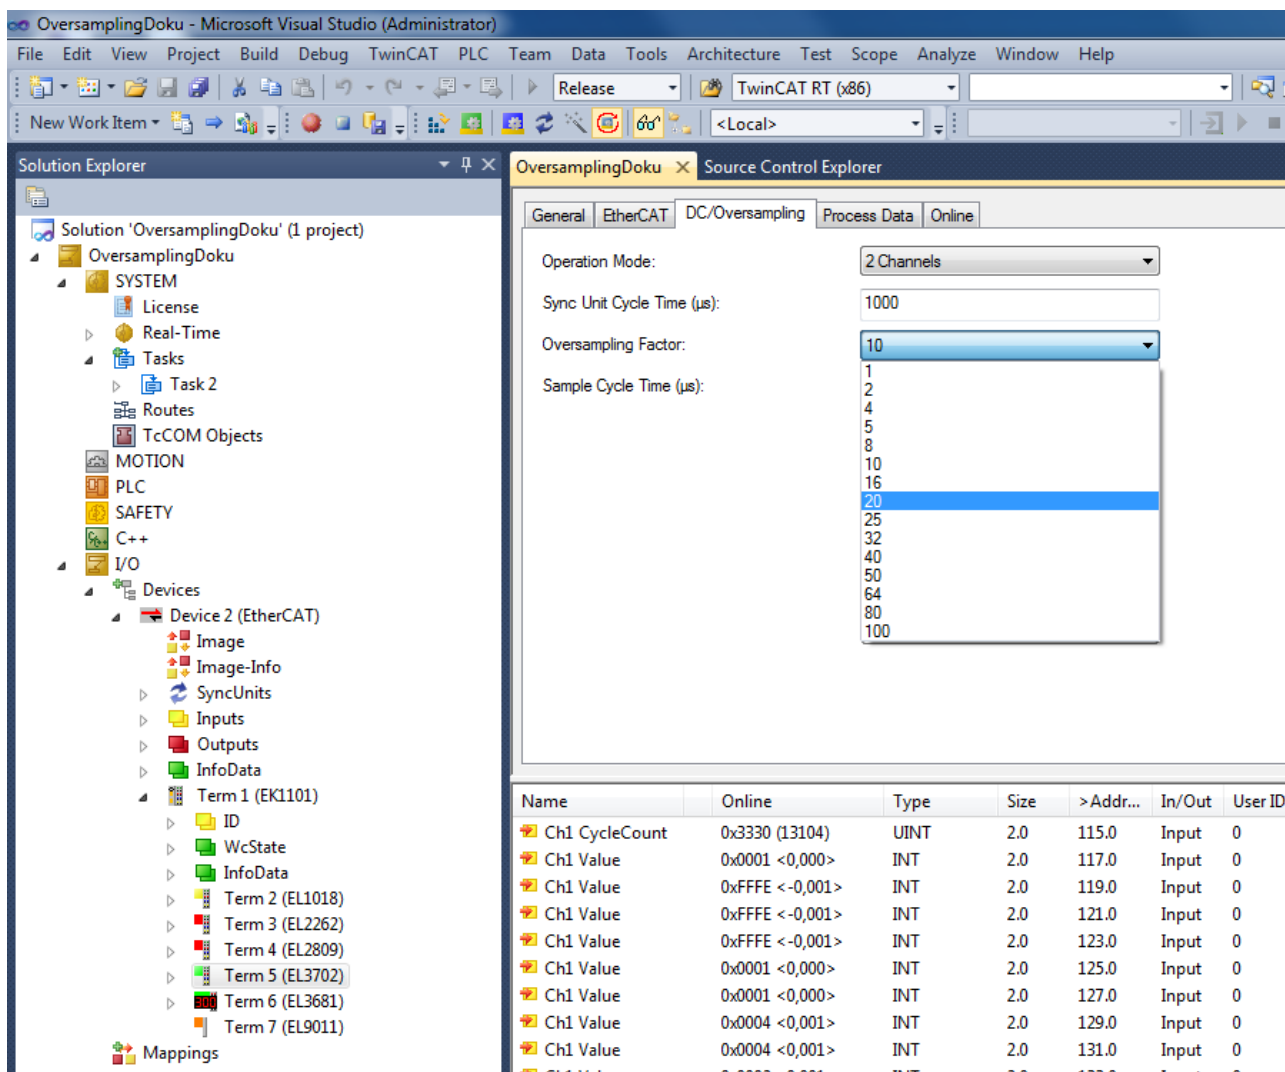 OversamplingDoku - Microsoft Visual Studio (Administrator)
File Edit View Project Build Debug TwinCAT PLC Team Data Tools Architecture Test Scope Analyze Window Help
Release TwinCAT RT (x86)
New Work Item <Local>
Solution Explorer
OversamplingDoku Source Control Explorer
General EtherCAT DC/Oversampling Process Data Online
Solution 'OversamplingDoku' (1 project)
OversamplingDoku
SYSTEM
License
Real-Time
Tasks
Task 2
Routes
TcCOM Objects
MOTION
PLC
SAFETY
C++
I/O
Devices
Device 2 (EtherCAT)
Image
Image-Info
SyncUnits
Inputs
Outputs
InfoData
Term 1 (EK1101)
ID
WcState
InfoData
Term 2 (EL1018)
Term 3 (EL2262)
Term 4 (EL2809)
Term 5 (EL3702)
Term 6 (EL3681)
Term 7 (EL9011)
Mappings
Operation Mode: 2 Channels
Sync Unit Cycle Time (µs): 1000
Oversampling Factor: 10
Sample Cycle Time (µs):
1
2
4
5
8
10
16
20
25
32
40
50
64
80
100
Name Online Type Size >Addr... In/Out User ID
Ch1 CycleCount 0x3330 (13104) UINT 2.0 115.0 Input 0
Ch1 Value 0x0001 <0,000> INT 2.0 117.0 Input 0
Ch1 Value 0xFFFE <-0,001> INT 2.0 119.0 Input 0
Ch1 Value 0xFFFE <-0,001> INT 2.0 121.0 Input 0
Ch1 Value 0xFFFE <-0,001> INT 2.0 123.0 Input 0
Ch1 Value 0x0001 <0,000> INT 2.0 125.0 Input 0
Ch1 Value 0x0001 <0,000> INT 2.0 127.0 Input 0
Ch1 Value 0x0004 <0,001> INT 2.0 129.0 Input 0
Ch1 Value 0x0004 <0,001> INT 2.0 131.0 Input 0